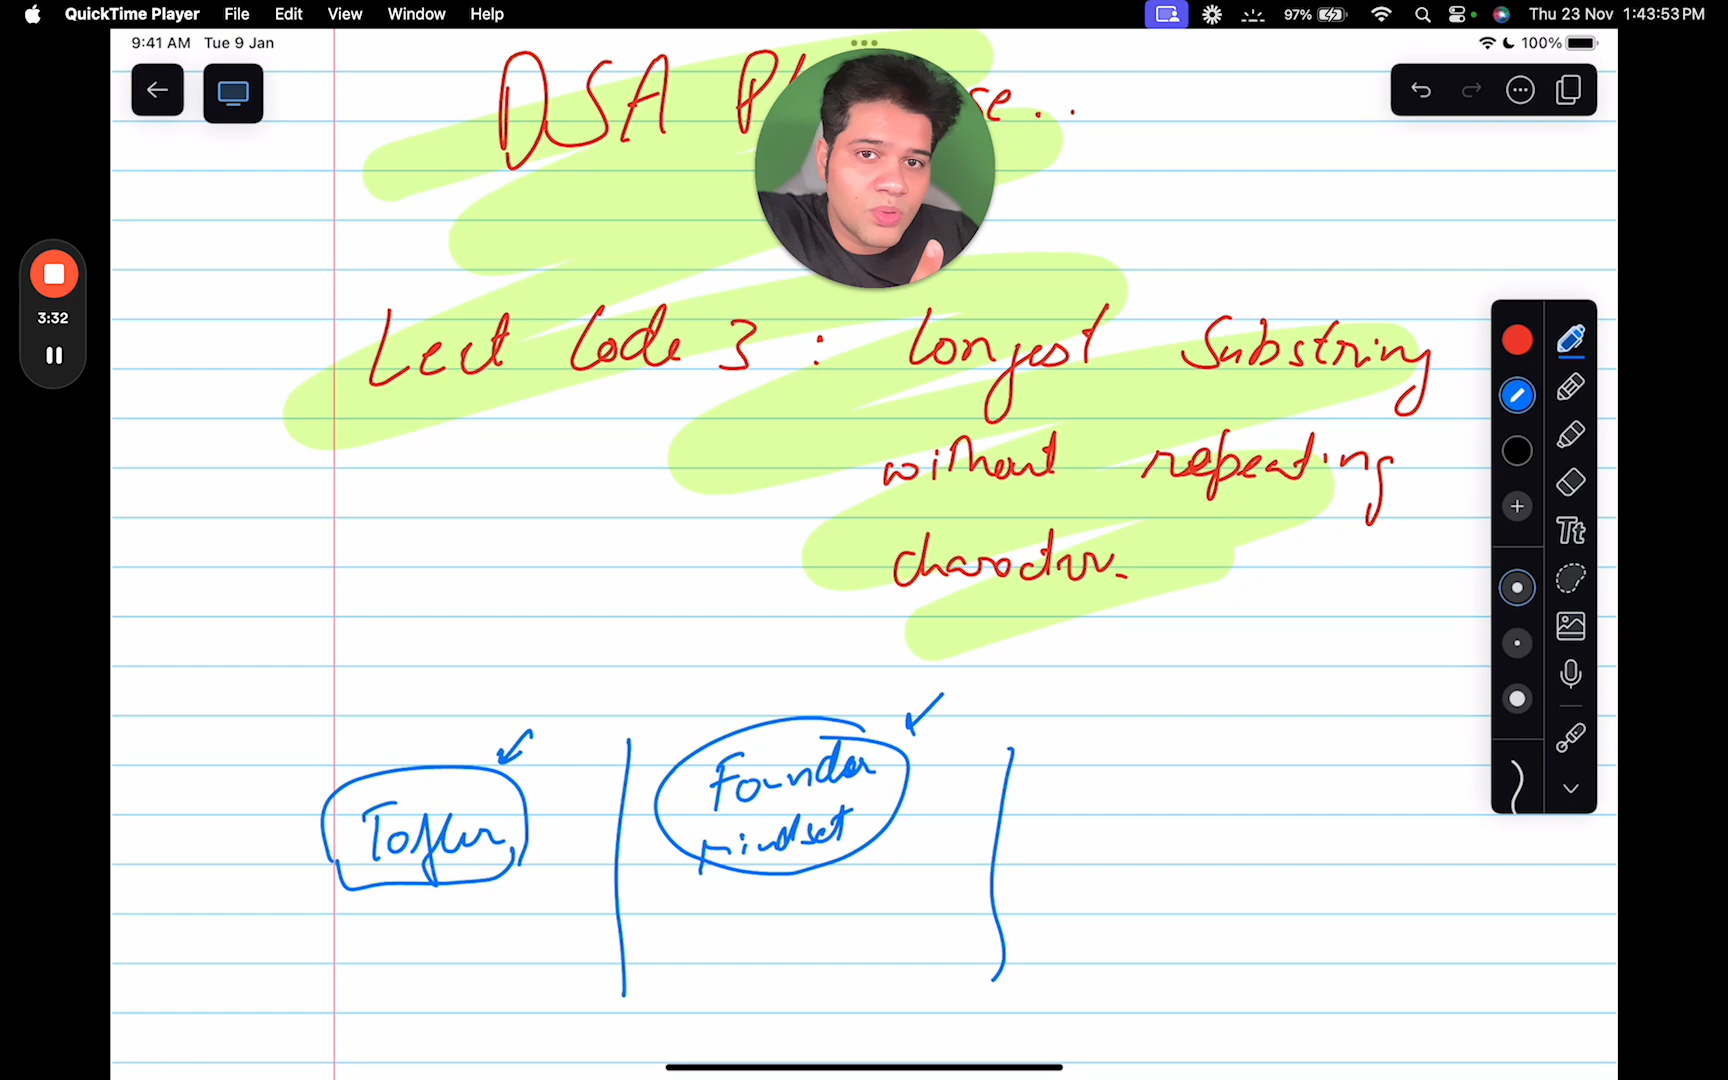 QuickTime Player File Edit View Window Help 97% Thu 23 Nov 1:43:53 PM
9:41 AM Tue 9 Jan 100%
DSA
Leet Code 3 : Longest Substring
without repeating
character.
3:32
Tt
Founder
mindset